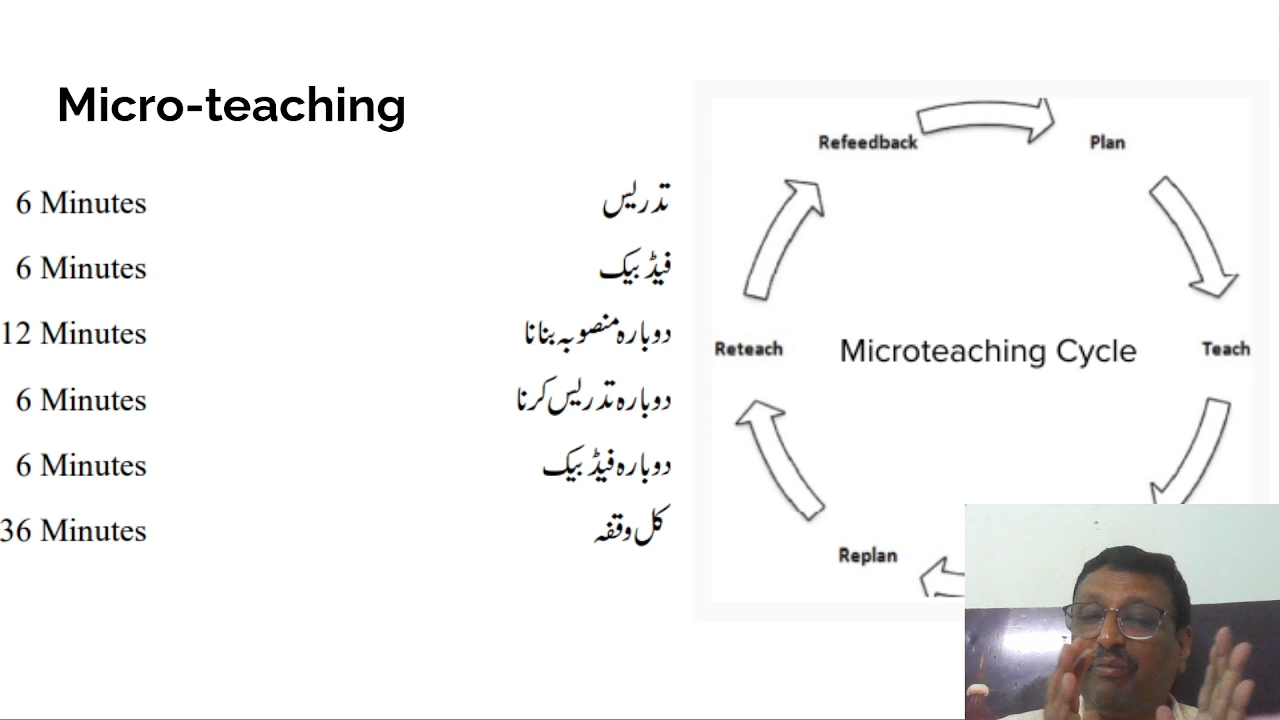 Micro-teaching
6 Minutes تدریس
6 Minutes فیڈ بیک
12 Minutes دوبارہ منصوبہ بنانا
6 Minutes دوبارہ تدریس کرنا
6 Minutes دوبارہ فیڈ بیک
36 Minutes کل وقفہ
Refeedback
Plan
Reteach
Microteaching Cycle
Teach
Replan